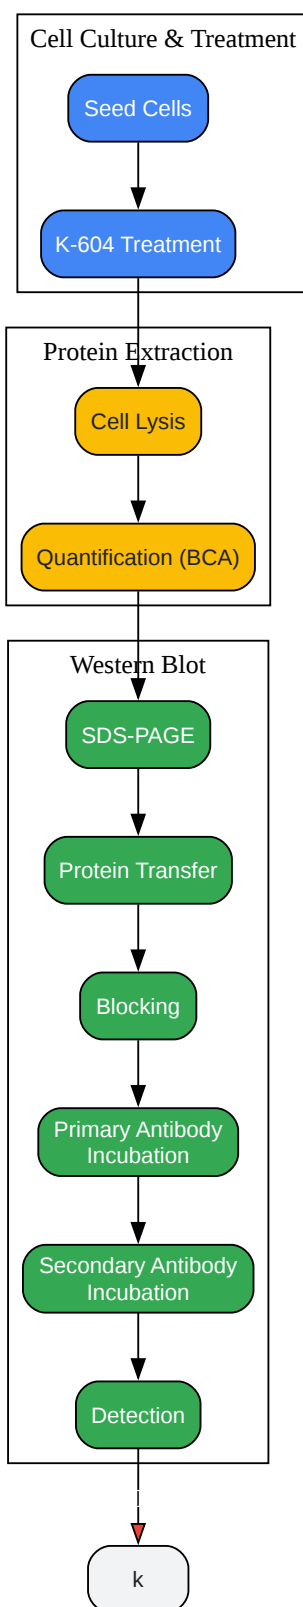 Cell Culture & Treatment
Seed Cells
K-604 Treatment
Protein Extraction
Cell Lysis
Quantification (BCA)
Western Blot
SDS-PAGE
Protein Transfer
Blocking
Primary Antibody
Incubation
Secondary Antibody
Incubation
Detection
k